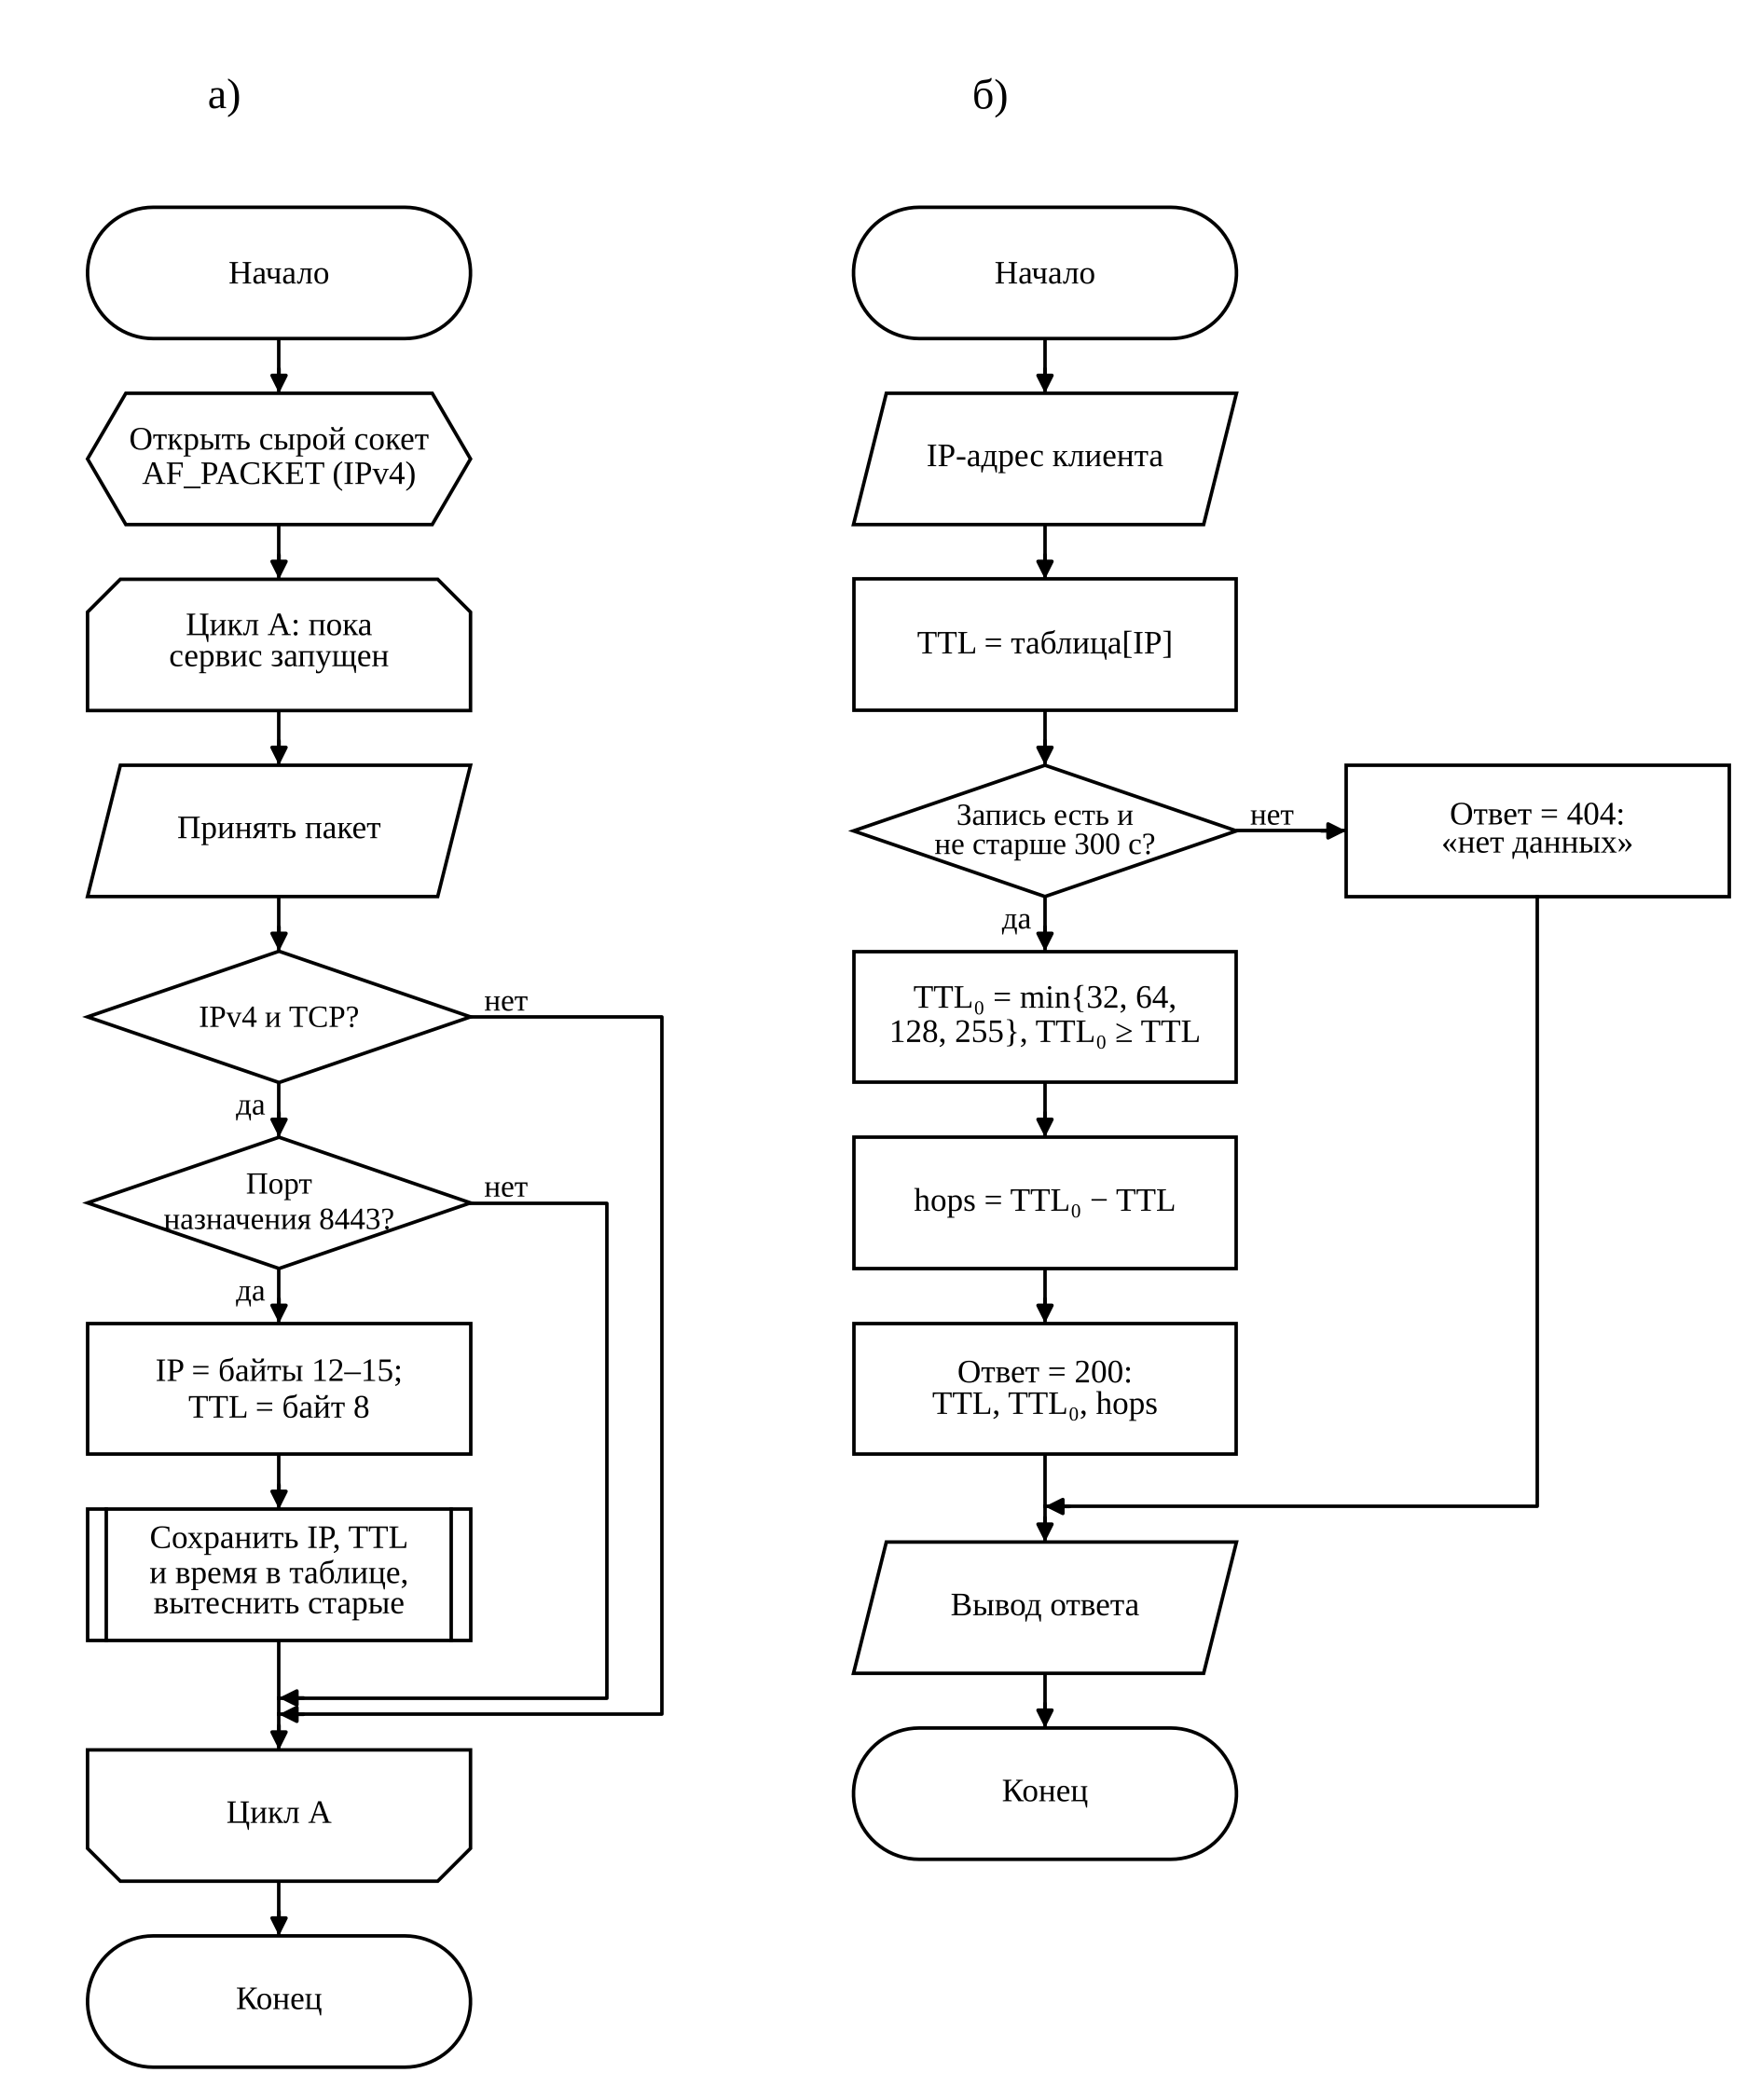 а)
Начало
Открыть сырой сокет
AF_PACKET (IPv4)
Цикл А: пока
сервис запущен
Принять пакет
IPv4 и TCP?
нет
да
Порт
назначения 8443?
нет
да
IP = байты 12–15;
TTL = байт 8
Сохранить IP, TTL
и время в таблице,
вытеснить старые
Цикл А
Конец
б)
Начало
IP-адрес клиента
TTL = таблица[IP]
Запись есть и
не старше 300 с?
нет
Ответ = 404:
«нет данных»
да
TTL₀ = min{32, 64,
128, 255}, TTL₀ ≥ TTL
hops = TTL₀ − TTL
Ответ = 200:
TTL, TTL₀, hops
Вывод ответа
Конец